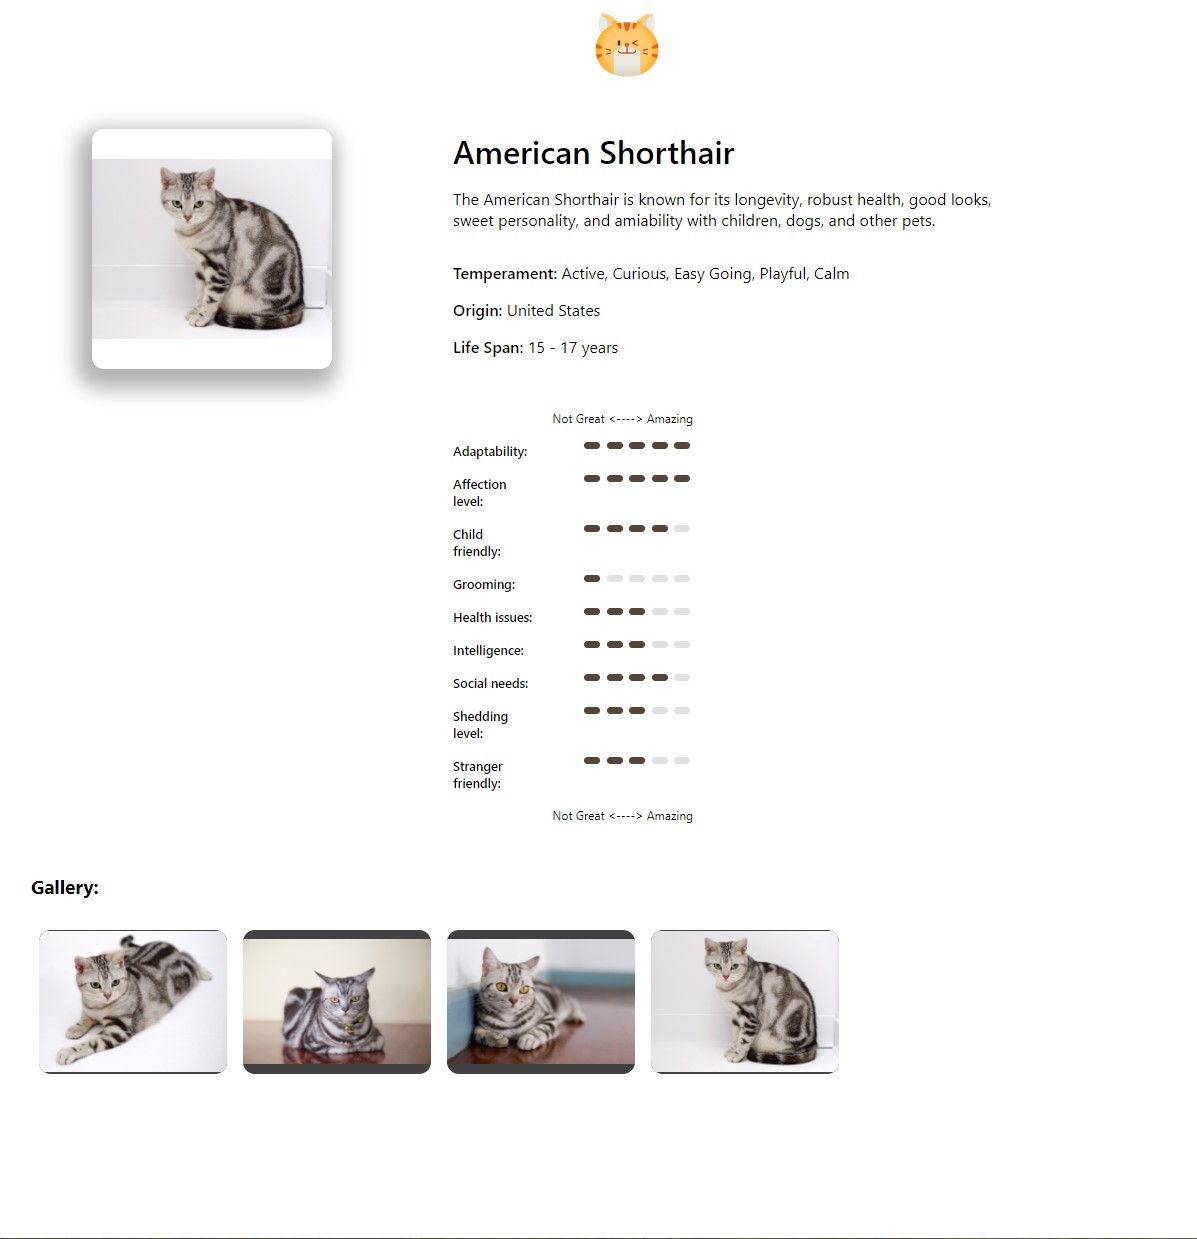 American Shorthair
The American Shorthair is known for its longevity, robust health, good looks,
sweet personality, and amiability with children, dogs, and other pets.
Temperament: Active, Curious, Easy Going, Playful, Calm
Origin: United States
Life Span: 15 - 17 years
Not Great <----> Amazing
Adaptability:
Affection
level:
Child
friendly:
Grooming:
Health issues:
Intelligence:
Social needs:
Shedding
level:
Stranger
friendly:
Not Great <----> Amazing
Gallery: